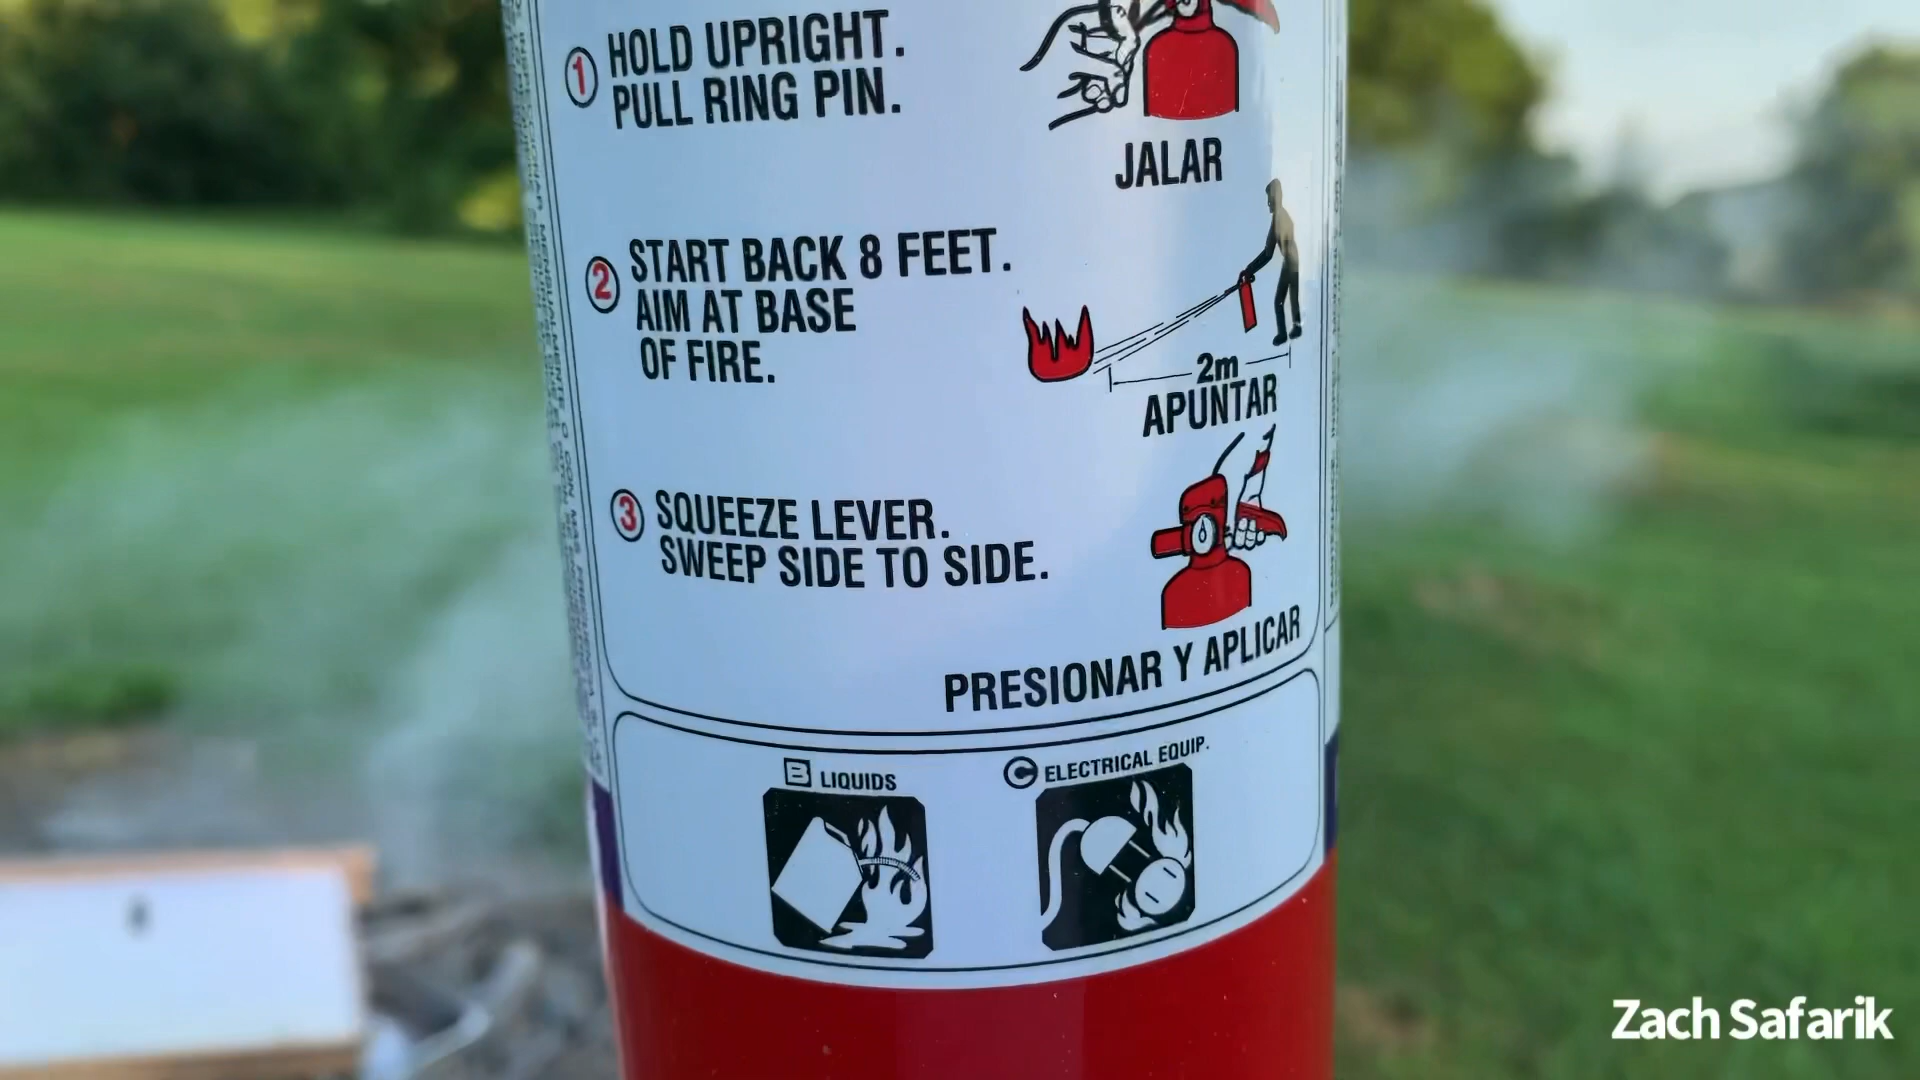 1 HOLD UPRIGHT.
PULL RING PIN.
JALAR
2 START BACK 8 FEET.
AIM AT BASE
OF FIRE.
2m
APUNTAR
3 SQUEEZE LEVER.
SWEEP SIDE TO SIDE.
PRESIONAR Y APLICAR
B LIQUIDS
C ELECTRICAL EQUIP.
Zach Safarik